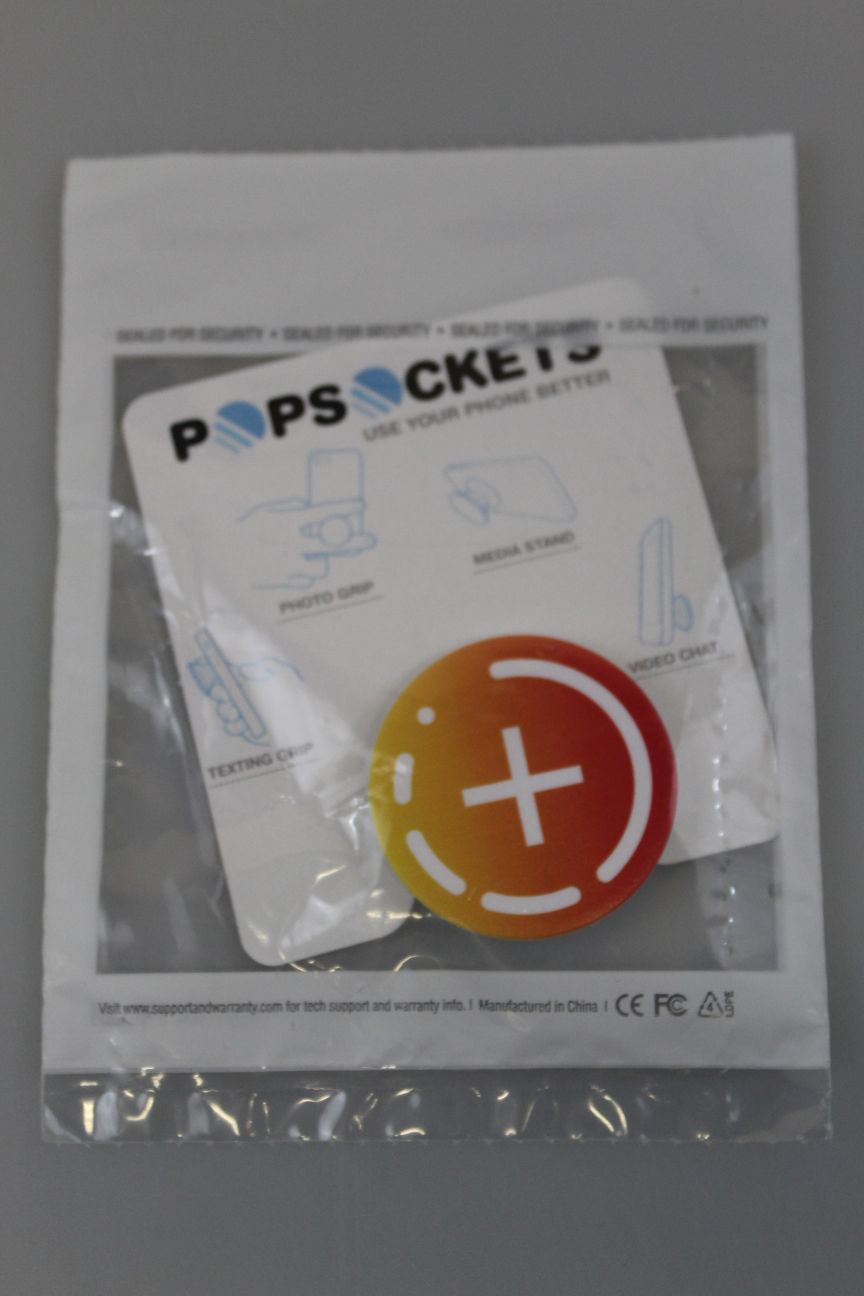 SEALED FOR SECURITY • SEALED FOR SECURITY • SEALED FOR SECURITY • SEALED FOR SECURITY
POPSOCKETS
USE YOUR PHONE BETTER
PHOTO GRIP
MEDIA STAND
VIDEO CHAT
TEXTING GRIP
Visit www.supportandwarranty.com for tech support and warranty info. I Manufactured in China I CE FC 4 LDPE